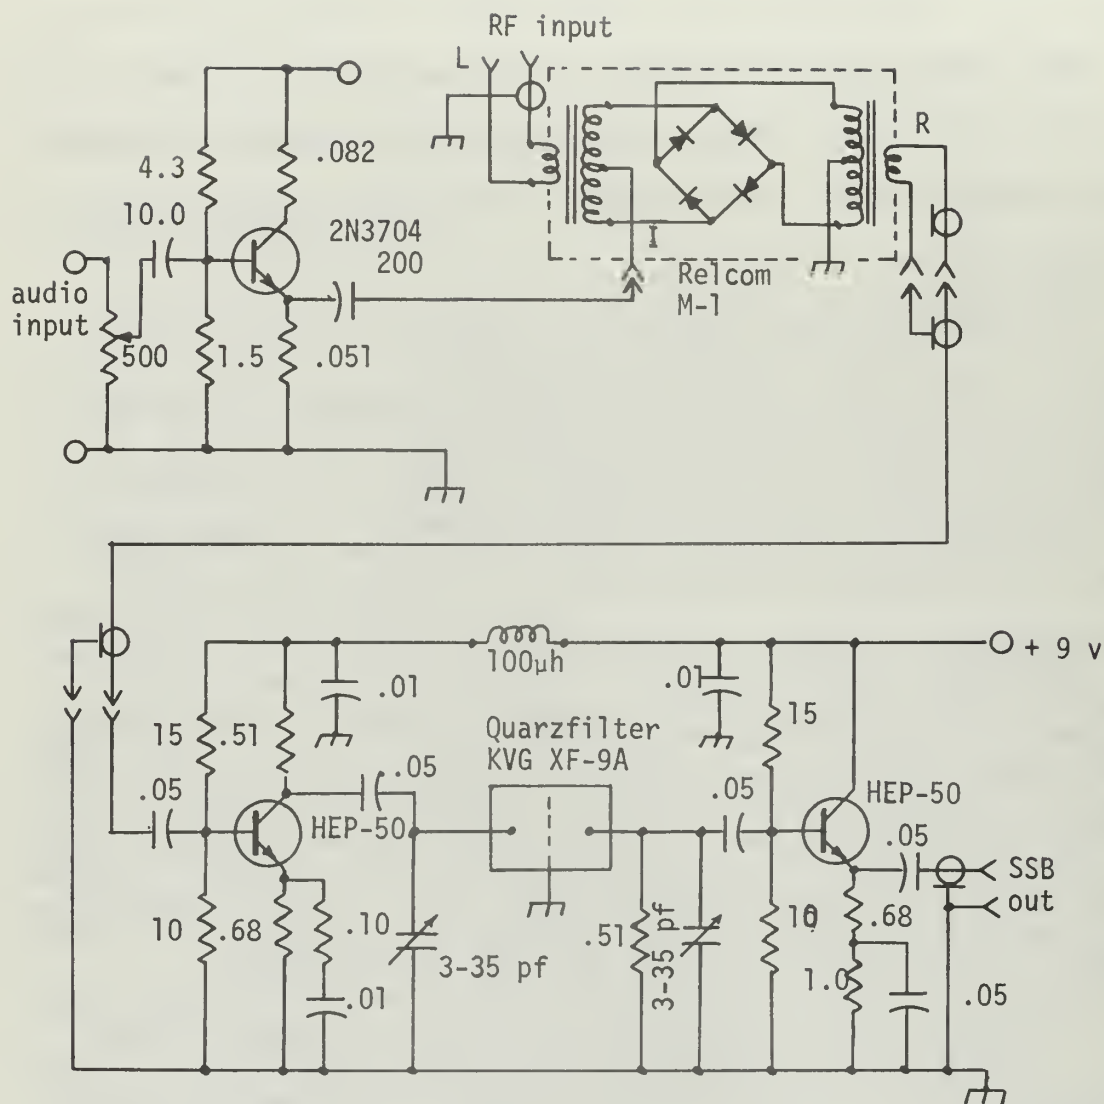 RF input
L
R
4.3
.082
10.0
2N3704
200
I
Relcom
M-1
audio
input
500
1.5
.051
100μh
+ 9 v
.01
.01
15
.51
Quarzfilter
KVG XF-9A
15
.05
.05
.05
HEP-50
HEP-50
.05
SSB
out
10
.68
.10
3-35 pf
.51
3-35 pf
10
.68
1.0
.01
.05